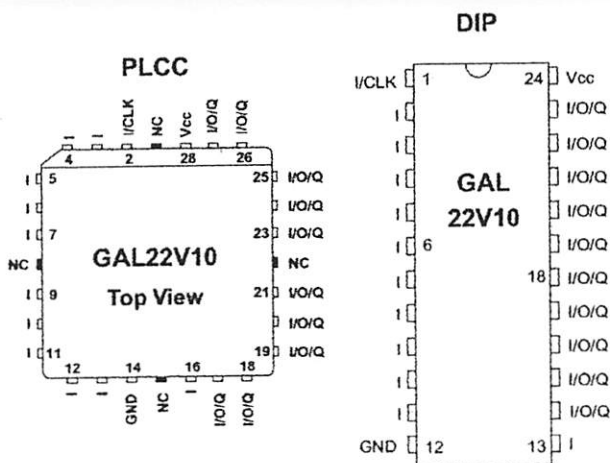 PLCC
I
I
I/CLK
NC
Vcc
I/O/Q
I/O/Q
4
2
28
26
I 5
25 I/O/Q
I
I/O/Q
I 7
23 I/O/Q
NC
GAL22V10
NC
I 9
Top View
21 I/O/Q
I
I/O/Q
I 11
19 I/O/Q
12
14
16
18
I
I
GND
NC
I
I/O/Q
I/O/Q
DIP
I/CLK 1
24 Vcc
I
I/O/Q
I
I/O/Q
I
GAL
I/O/Q
I
22V10
I/O/Q
I 6
I/O/Q
I
18 I/O/Q
I
I/O/Q
I
I/O/Q
I
I/O/Q
I
I/O/Q
GND 12
13 I